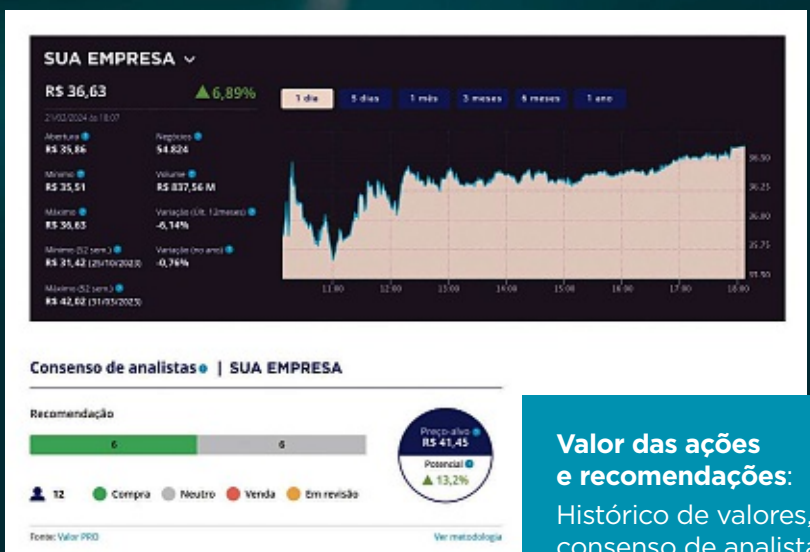 SUA EMPRESA
R$ 36,63 6,89%
21/02/2024 às 18:07
1 dia 5 dias 1 mês 3 meses 6 meses 1 ano
Abertura Negócios
R$ 35,86 54.824
Mínimo Volume
R$ 35,51 R$ 837,56 M
Máximo Variação (Últ. 12meses)
R$ 36,63 -6,14%
Mínimo (52 sem.) Variação (no ano)
R$ 31,42 (25/10/2023) -0,76%
Máximo (52 sem.)
R$ 42,02 (31/03/2023)
36.50
36.25
36.00
35.75
35.50
11:00 12:00 13:00 14:00 15:00 16:00 17:00 18:00
Consenso de analistas | SUA EMPRESA
Recomendação
6 6
12 Compra Neutro Venda Em revisão
Preço-alvo
R$ 41,45
Potencial
13,2%
Fonte: Valor PRO Ver metodologia
Valor das ações
e recomendações:
Histórico de valores,
consenso de analista